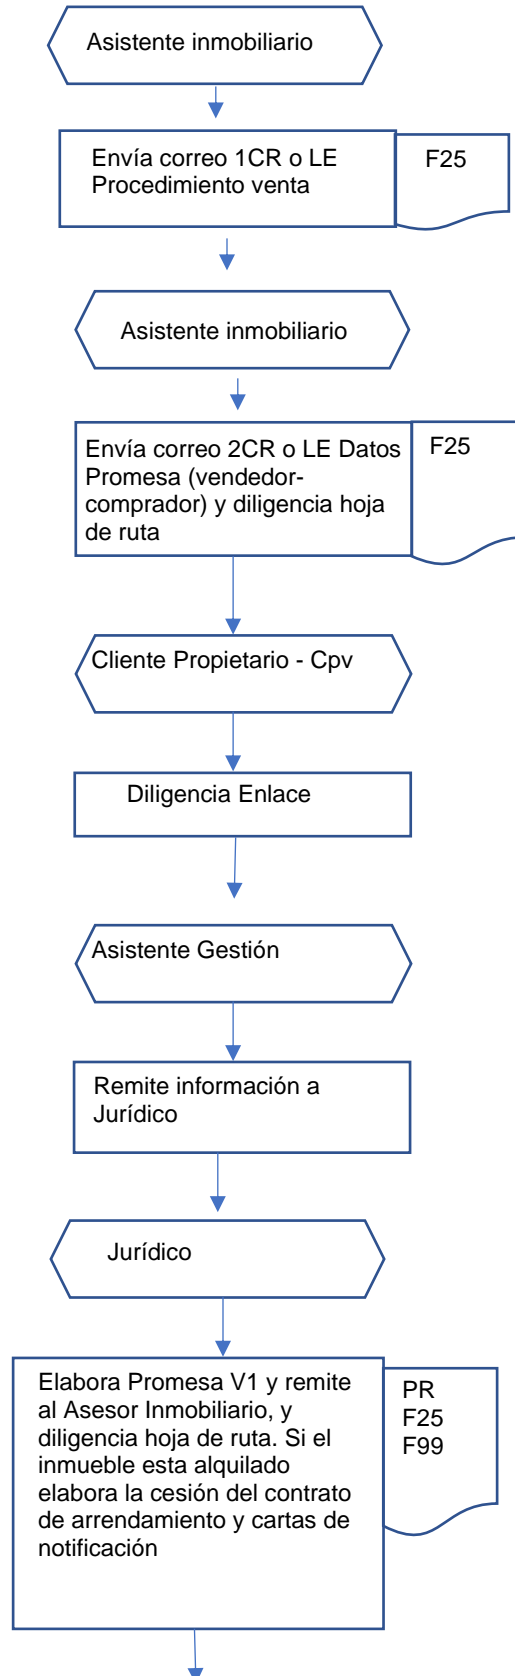 Asistente inmobiliario
Envía correo 1CR o LE
Procedimiento venta
F25
Asistente inmobiliario
Envía correo 2CR o LE Datos
Promesa (vendedor-
comprador) y diligencia hoja
de ruta
F25
Cliente Propietario - Cpv
Diligencia Enlace
Asistente Gestión
Remite información a
Jurídico
Jurídico
Elabora Promesa V1 y remite
al Asesor Inmobiliario, y
diligencia hoja de ruta. Si el
inmueble esta alquilado
elabora la cesión del contrato
de arrendamiento y cartas de
notificación
PR
F25
F99